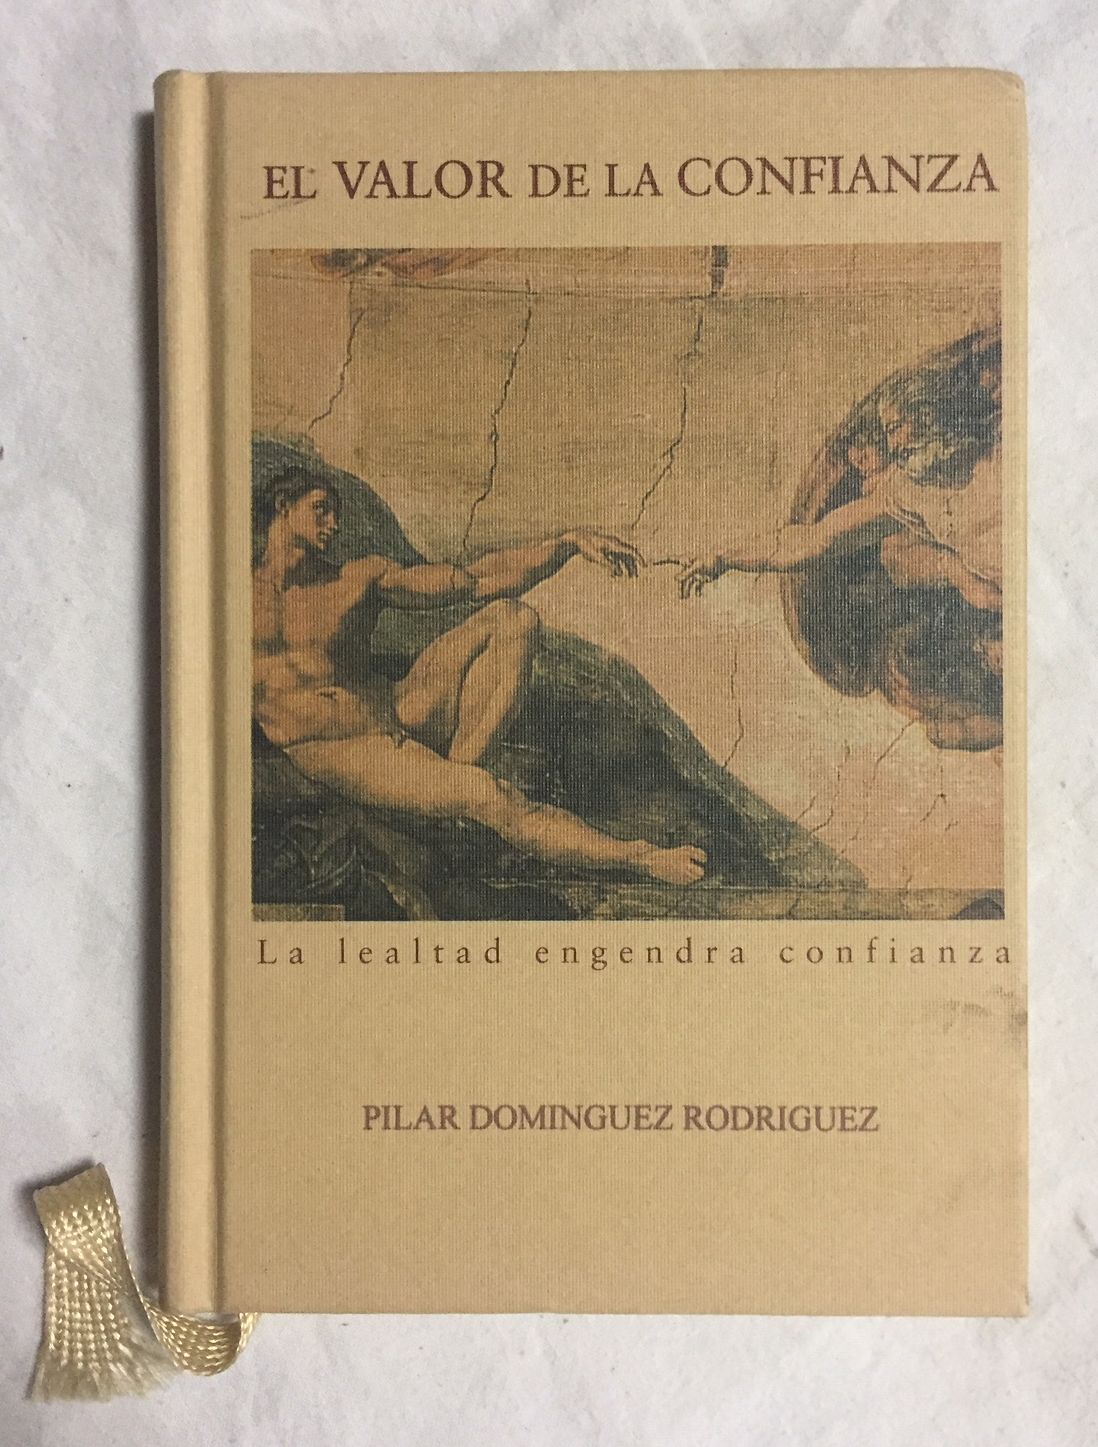 EL VALOR DE LA CONFIANZA
La lealtad engendra confianza
PILAR DOMINGUEZ RODRIGUEZ